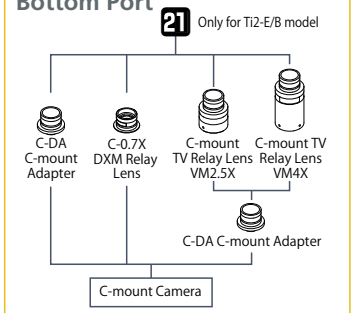 Bottom Port
21 Only for Ti2-E/B model
C-DA
C-mount
Adapter
C-0.7X
DXM Relay
Lens
C-mount
TV Relay Lens
VM2.5X
C-mount TV
Relay Lens
VM4X
C-DA C-mount Adapter
C-mount Camera